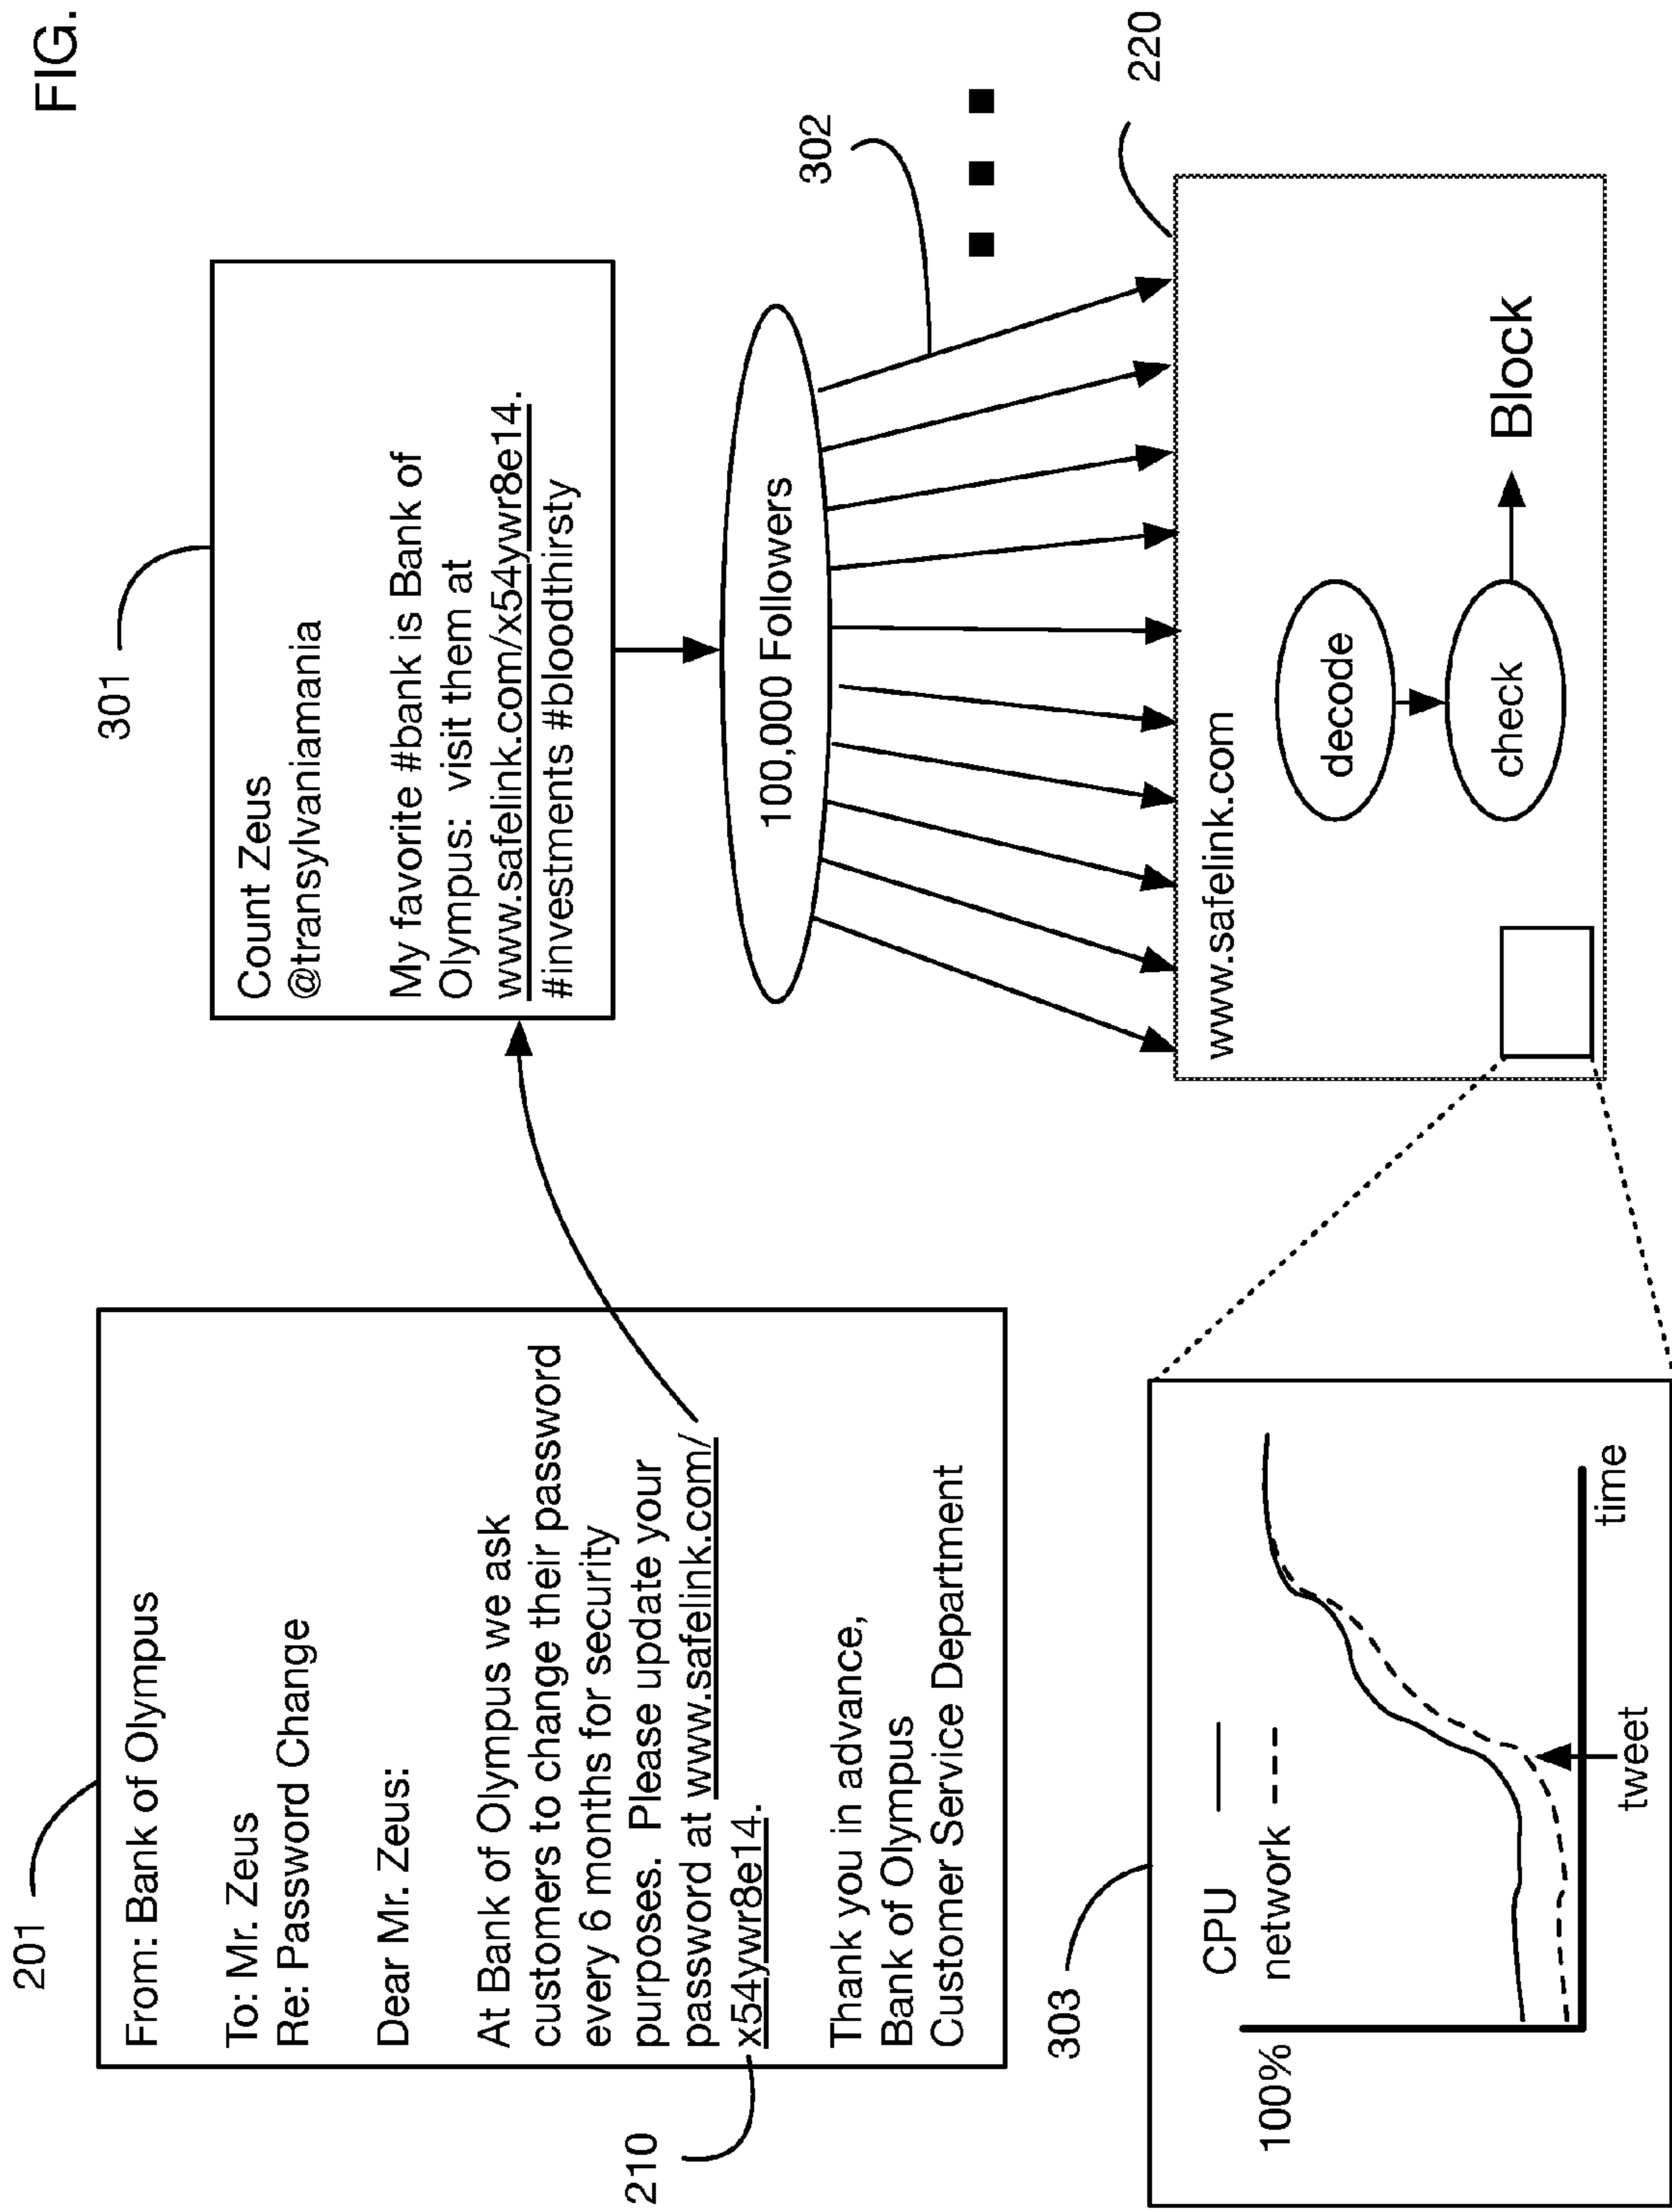 FIG.
201
From: Bank of Olympus
To: Mr. Zeus
Re: Password Change
Dear Mr. Zeus:
At Bank of Olympus we ask
customers to change their password
every 6 months for security
purposes. Please update your
password at www.safelink.com/
x54ywr8e14.
Thank you in advance,
Bank of Olympus
Customer Service Department
210
301
Count Zeus
@transylvaniamania
My favorite #bank is Bank of
Olympus: visit them at
www.safelink.com/x54ywr8e14.
#investments #bloodthirsty
100,000 Followers
302
220
www.safelink.com
decode
check
Block
303
100%
CPU
network
tweet
time